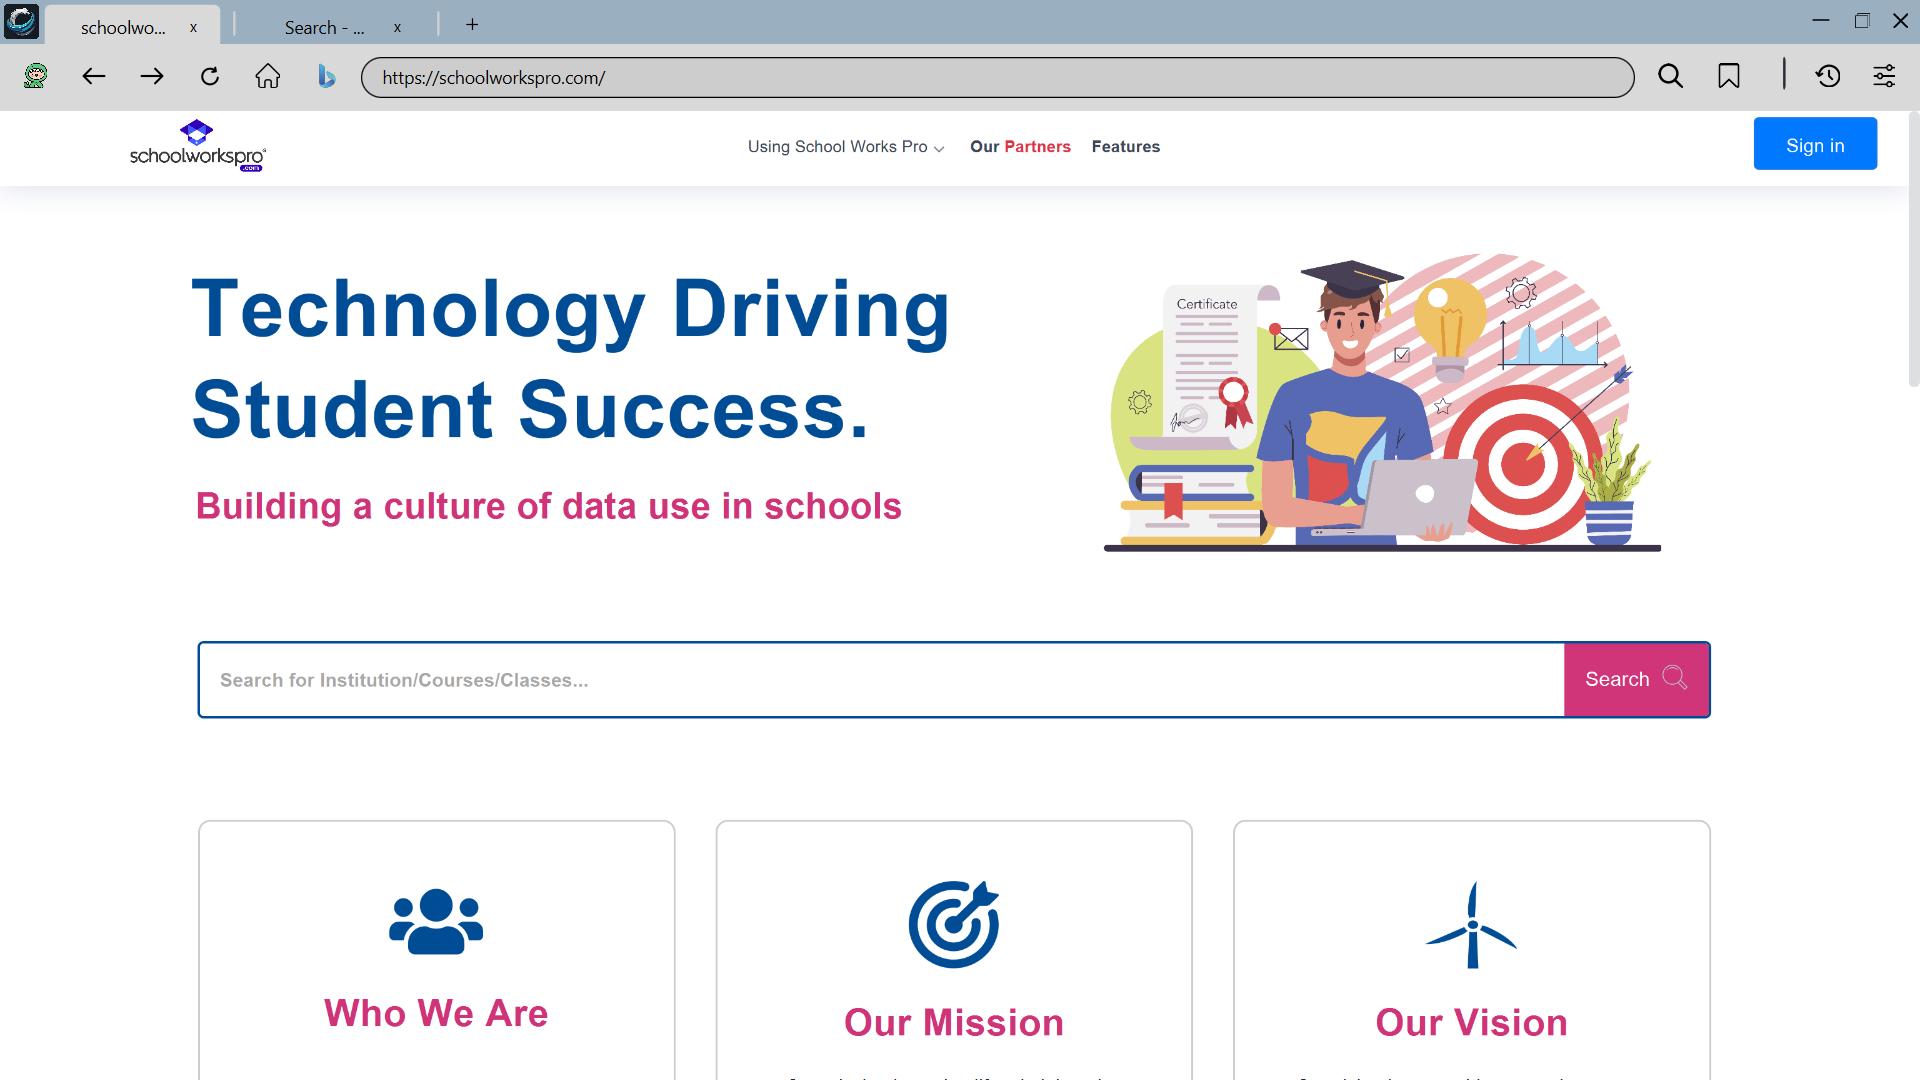 schoolwo... x
Search - ... x
https://schoolworkspro.com/
schoolworkspro
.com
Using School Works Pro
Our Partners
Features
Sign in
Technology Driving
Student Success.
Building a culture of data use in schools
Certificate
Search for Institution/Courses/Classes...
Search
Who We Are
Our Mission
Our Vision